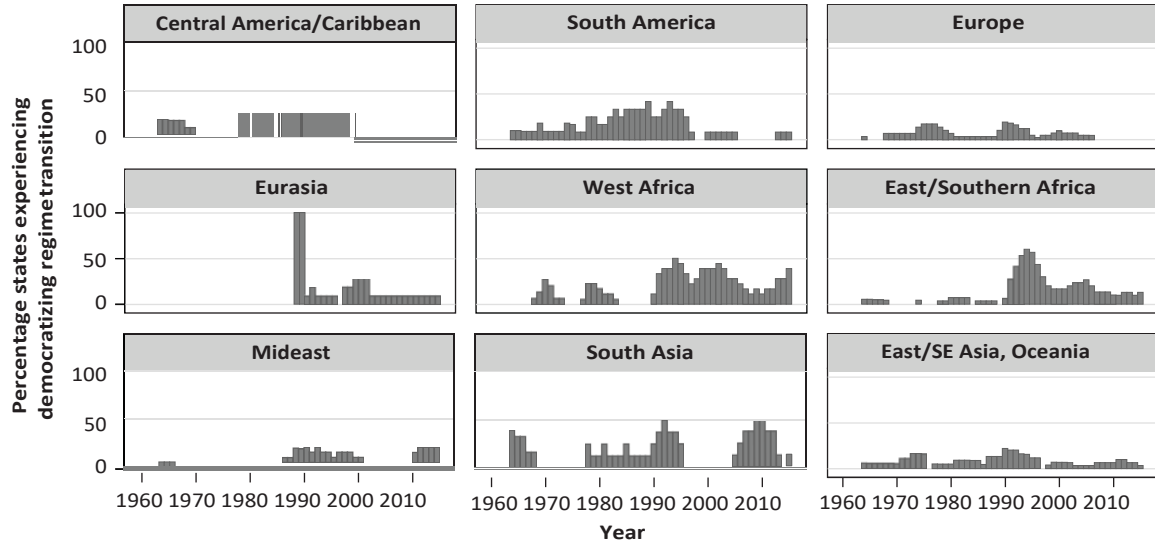 Central America/Caribbean
South America
Europe
100
50
0
Eurasia
West Africa
East/Southern Africa
100
50
0
Mideast
South Asia
East/SE Asia, Oceania
100
50
0
1960 1970 1980 1990 2000 2010
1960 1970 1980 1990 2000 2010
1960 1970 1980 1990 2000 2010
Year
Percentage states experiencing
democratizing regimetransition